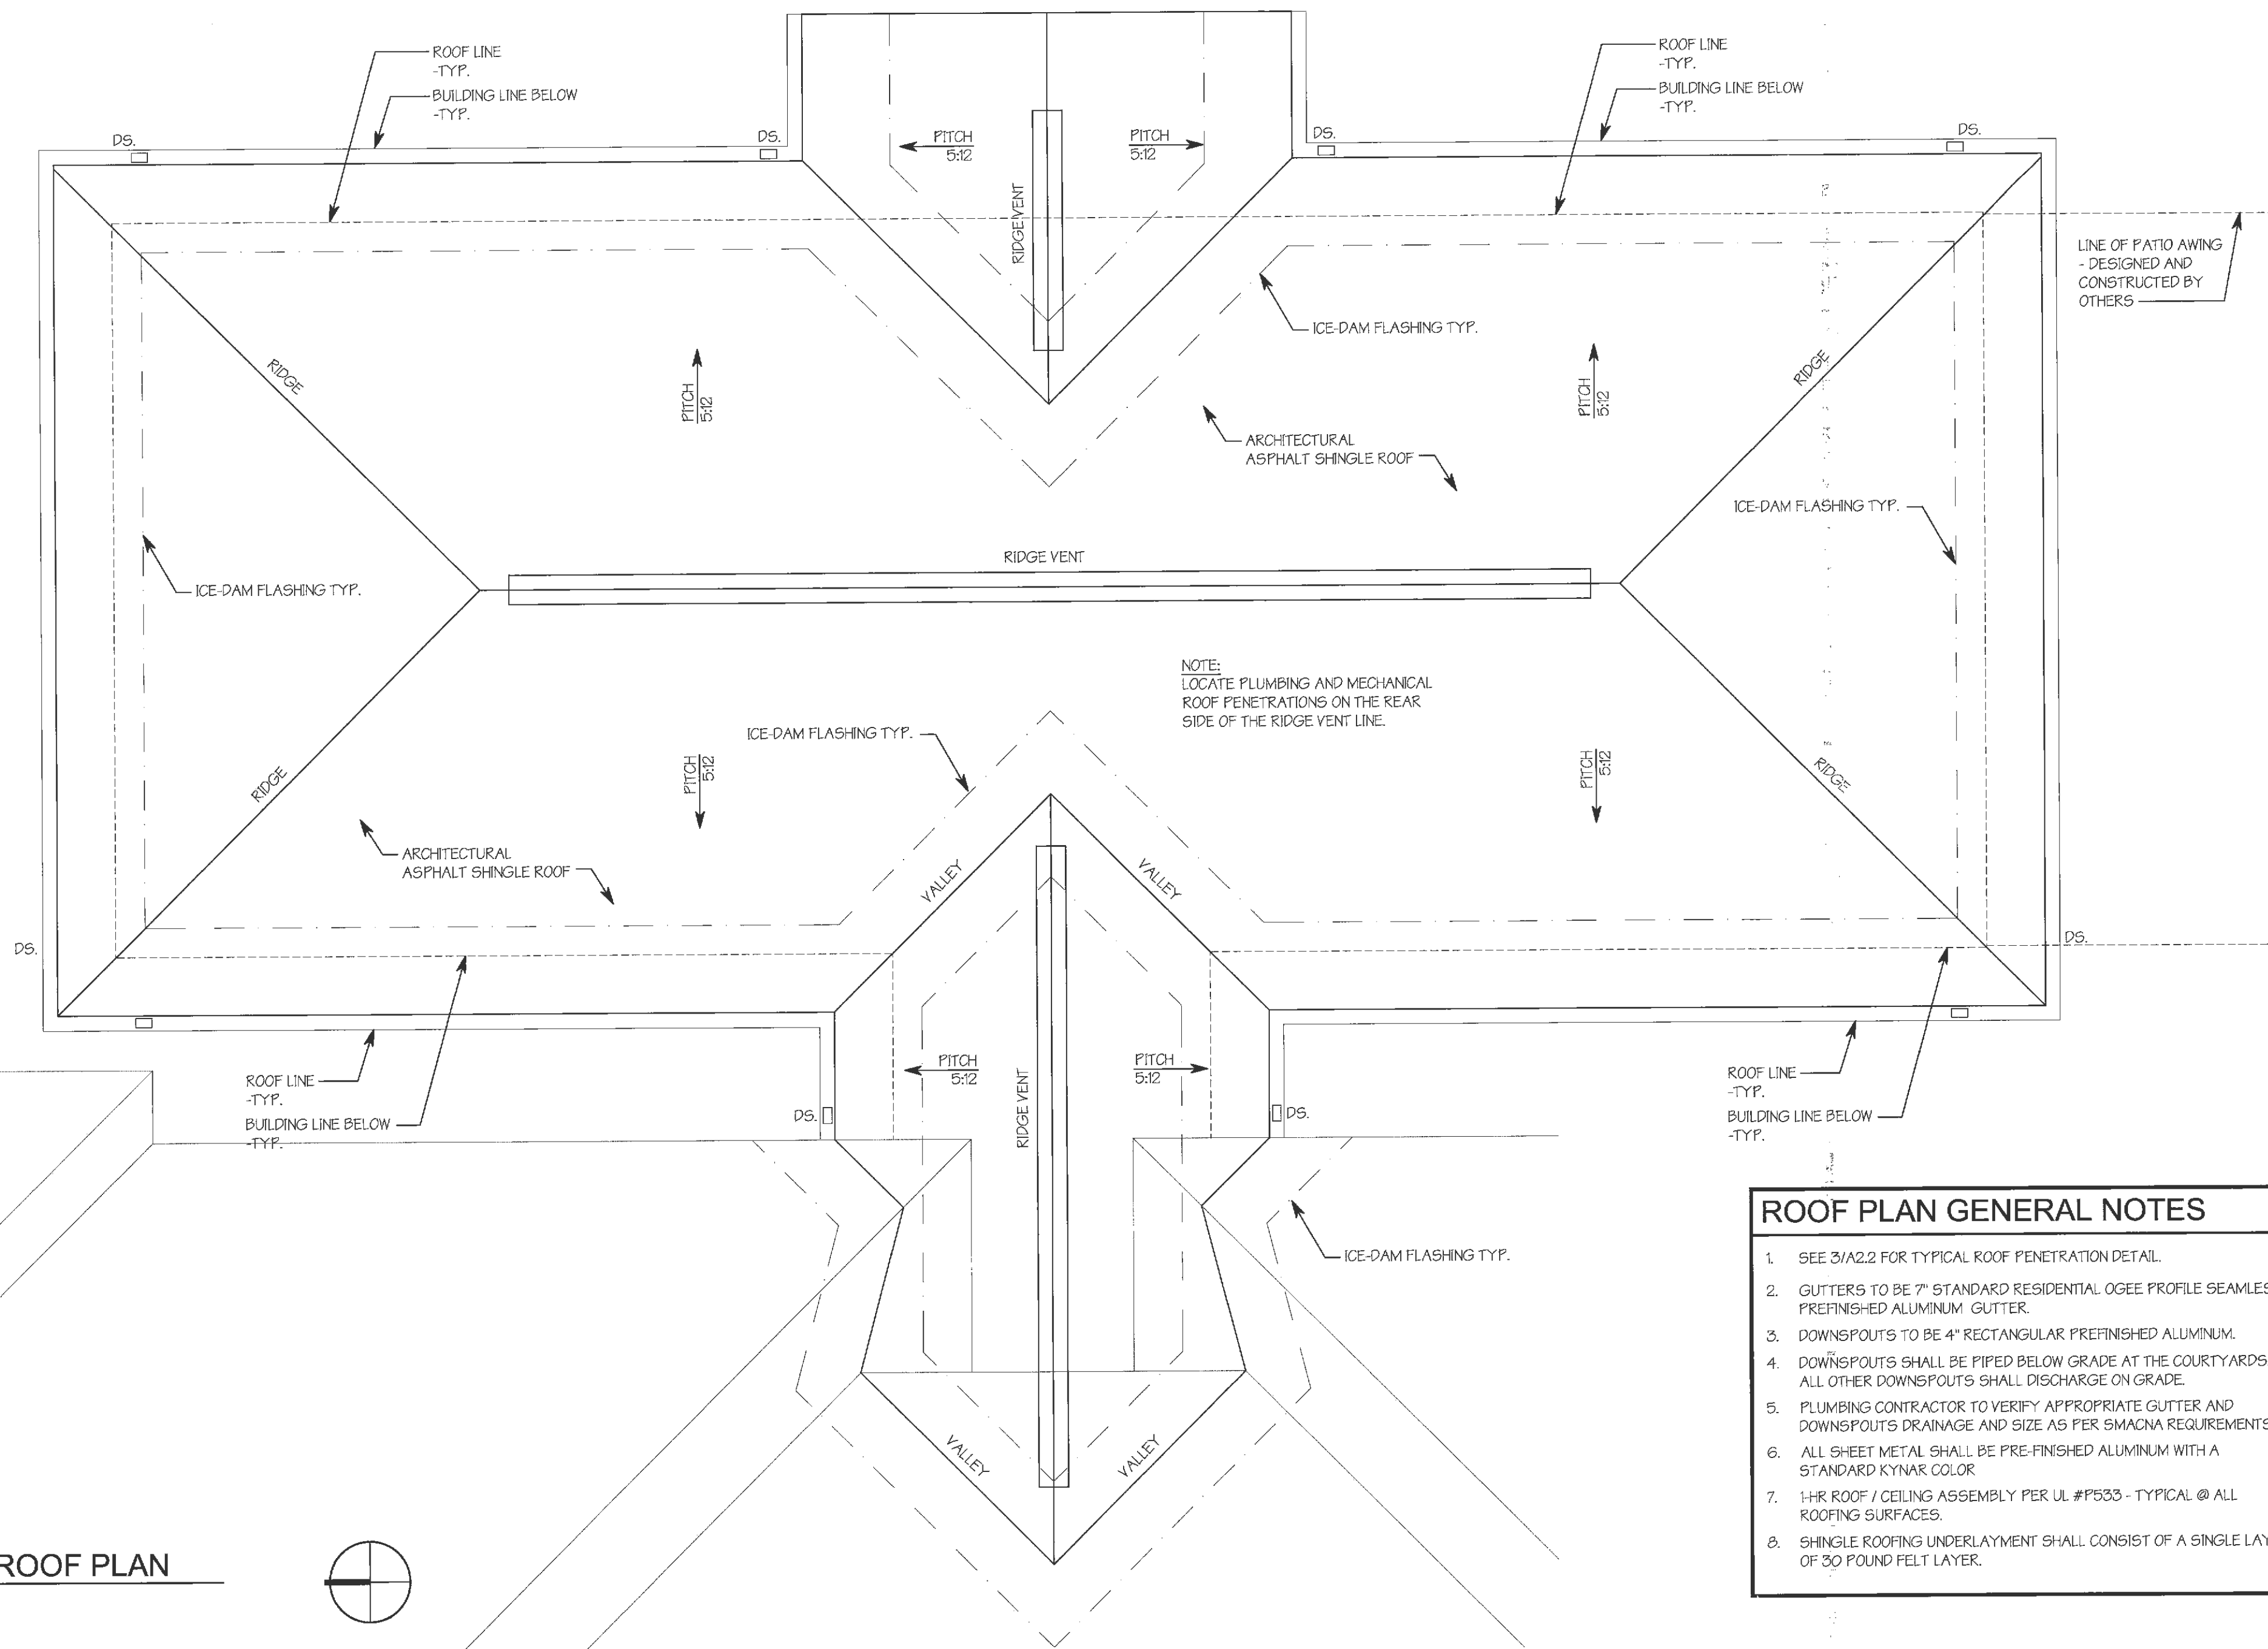 ROOF LINE
-TYP.
BUILDING LINE BELOW
-TYP.
ROOF LINE
-TYP.
BUILDING LINE BELOW
-TYP.
DS.
DS.
DS.
DS.
PITCH
5:12
PITCH
5:12
RIDGE VENT
LINE OF PATIO AWING
- DESIGNED AND
CONSTRUCTED BY
OTHERS
ICE-DAM FLASHING TYP.
RIDGE
RIDGE
PITCH
5:12
PITCH
5:12
ARCHITECTURAL
ASPHALT SHINGLE ROOF
ICE-DAM FLASHING TYP.
RIDGE VENT
ICE-DAM FLASHING TYP.
NOTE:
LOCATE PLUMBING AND MECHANICAL
ROOF PENETRATIONS ON THE REAR
SIDE OF THE RIDGE VENT LINE.
ICE-DAM FLASHING TYP.
RIDGE
PITCH
5:12
PITCH
5:12
RIDGE
ARCHITECTURAL
ASPHALT SHINGLE ROOF
VALLEY
VALLEY
DS.
DS.
PITCH
5:12
PITCH
5:12
RIDGE VENT
ROOF LINE
-TYP.
BUILDING LINE BELOW
-TYP.
DS.
DS.
ROOF LINE
-TYP.
BUILDING LINE BELOW
-TYP.
ICE-DAM FLASHING TYP.
VALLEY
VALLEY
ROOF PLAN
ROOF PLAN GENERAL NOTES
1. SEE 3/A2.2 FOR TYPICAL ROOF PENETRATION DETAIL.
2. GUTTERS TO BE 7" STANDARD RESIDENTIAL OGEE PROFILE SEAMLES
PREFINISHED ALUMINUM GUTTER.
3. DOWNSPOUTS TO BE 4" RECTANGULAR PREFINISHED ALUMINUM.
4. DOWNSPOUTS SHALL BE PIPED BELOW GRADE AT THE COURTYARDS
ALL OTHER DOWNSPOUTS SHALL DISCHARGE ON GRADE.
5. PLUMBING CONTRACTOR TO VERIFY APPROPRIATE GUTTER AND
DOWNSPOUTS DRAINAGE AND SIZE AS PER SMACNA REQUIREMENTS
6. ALL SHEET METAL SHALL BE PRE-FINISHED ALUMINUM WITH A
STANDARD KYNAR COLOR
7. 1-HR ROOF / CEILING ASSEMBLY PER UL #P533 - TYPICAL @ ALL
ROOFING SURFACES.
8. SHINGLE ROOFING UNDERLAYMENT SHALL CONSIST OF A SINGLE LAY
OF 30 POUND FELT LAYER.